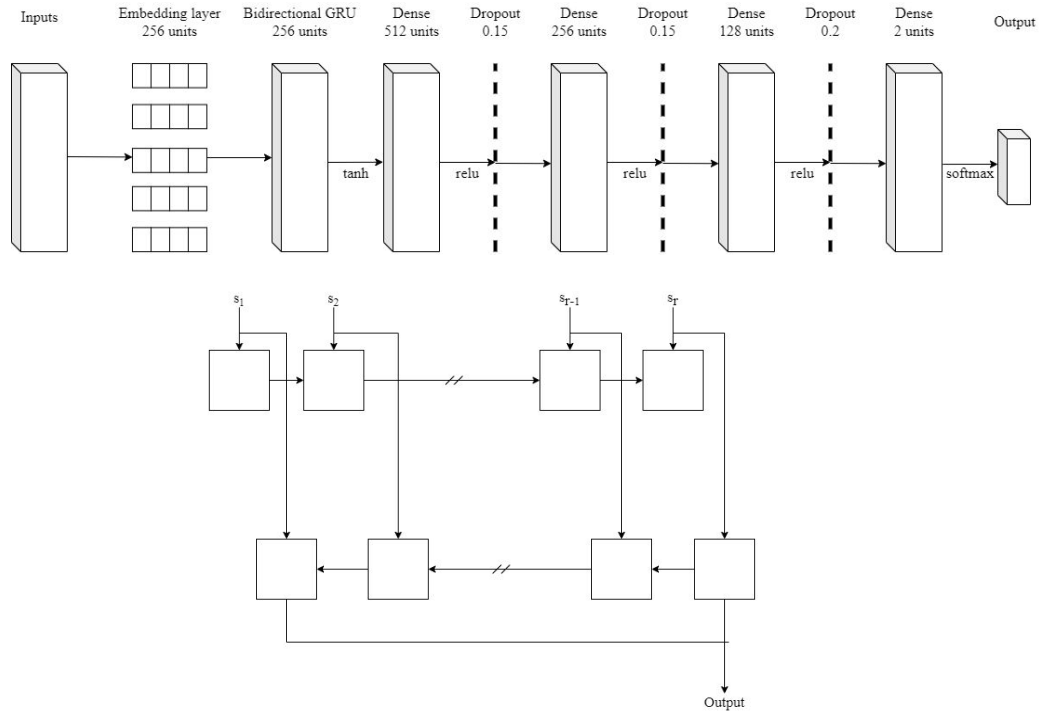 Inputs
Embedding layer
256 units
Bidirectional GRU
256 units
Dense
512 units
Dropout
0.15
Dense
256 units
Dropout
0.15
Dense
128 units
Dropout
0.2
Dense
2 units
Output
tanh
relu
relu
relu
softmax
s1
s2
sr-1
sr
Output